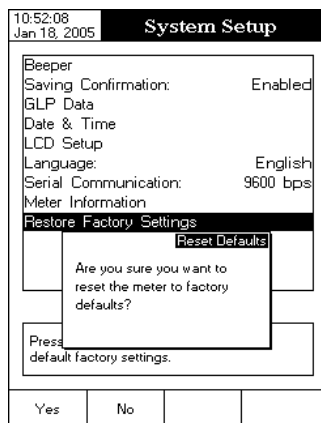 10:52:08
Jan 18, 2005
System Setup
Beeper
Saving Confirmation: Enabled
GLP Data
Date & Time
LCD Setup
Language: English
Serial Communication: 9600 bps
Meter Information
Restore Factory Settings
Reset Defaults
Are you sure you want to
reset the meter to factory
defaults?
Press
default factory settings.
Yes No